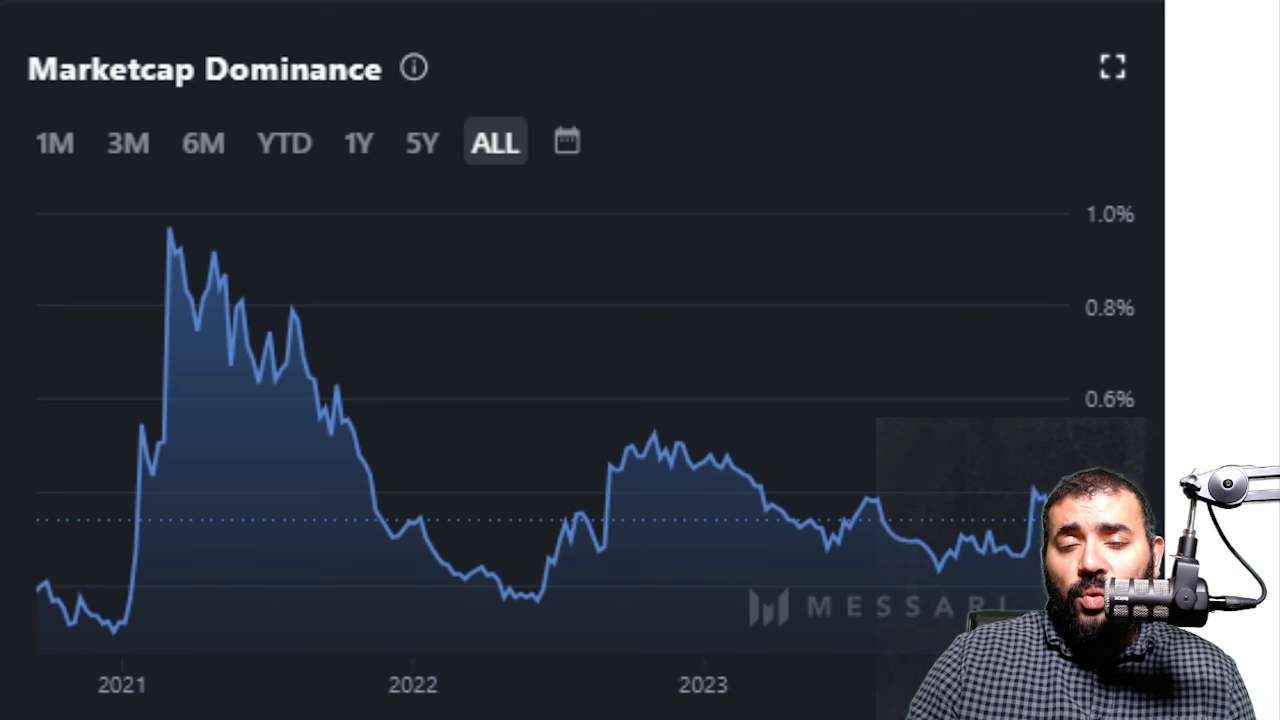 Marketcap Dominance
1M 3M 6M YTD 1Y 5Y ALL
1.0%
0.8%
0.6%
MESSARI
2021 2022 2023